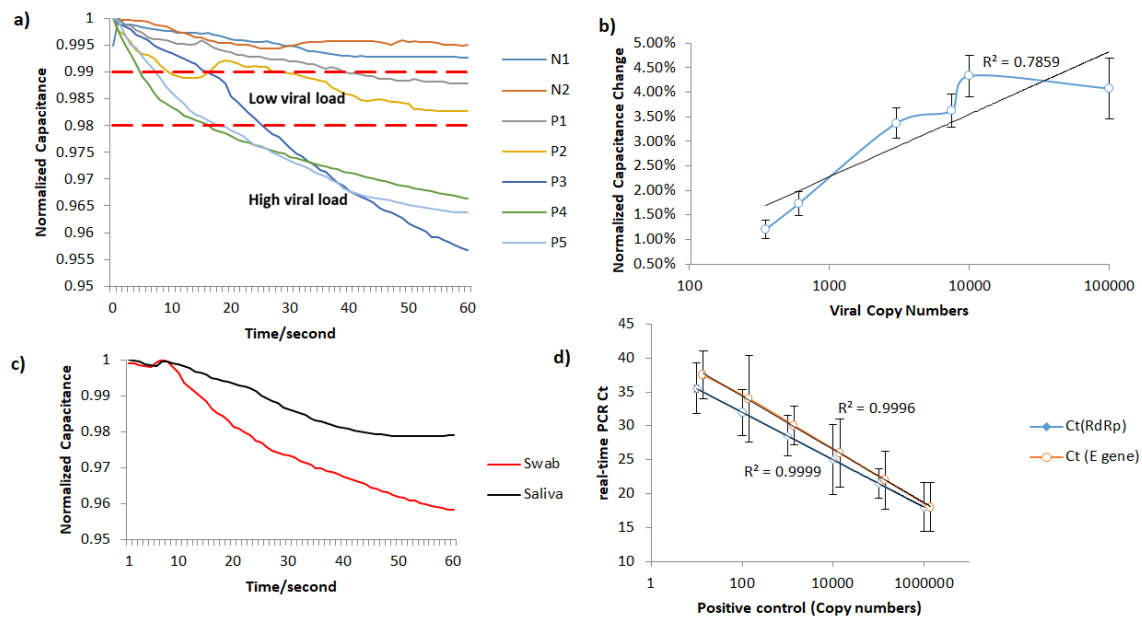 a)
Normalized Capacitance
1
0.995
0.99
0.985
0.98
0.975
0.97
0.965
0.96
0.955
0.95
Low viral load
High viral load
0 10 20 30 40 50 60
Time/second
N1
N2
P1
P2
P3
P4
P5
b)
Normalized Capacitance Change
5.00%
4.50%
4.00%
3.50%
3.00%
2.50%
2.00%
1.50%
1.00%
0.50%
R² = 0.7859
100 1000 10000 100000
Viral Copy Numbers
c)
Normalized Capacitance
1
0.99
0.98
0.97
0.96
0.95
1 10 20 30 40 50 60
Time/second
Swab
Saliva
d)
real-time PCR Ct
45
40
35
30
25
20
15
10
R² = 0.9996
R² = 0.9999
1 100 10000 1000000
Positive control (Copy numbers)
Ct(RdRp)
Ct (E gene)